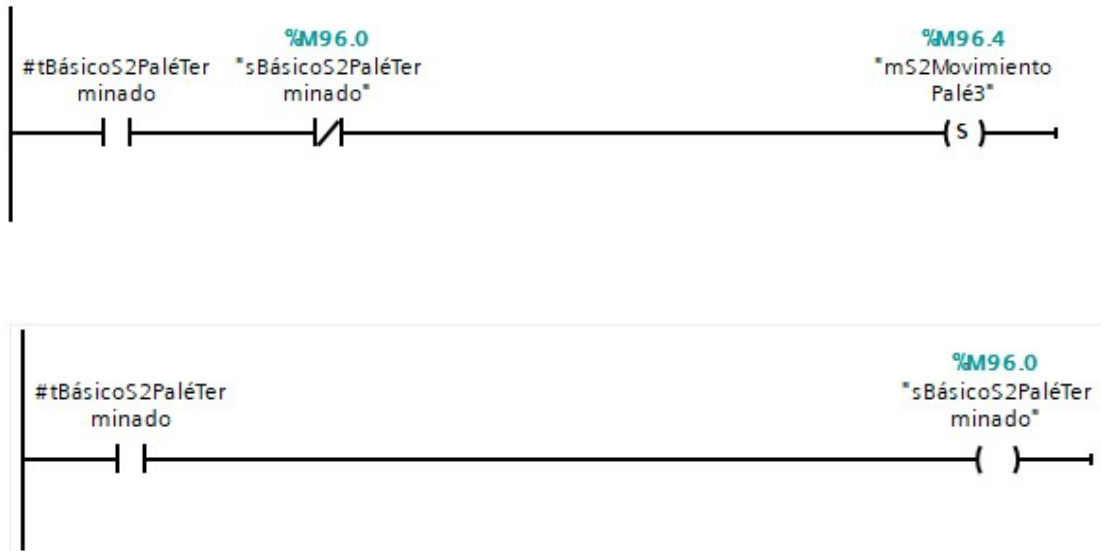 %M96.0
%M96.4
#tBásicoS2PaléTer
"sBásicoS2PaléTer
"mS2Movimiento
minado
minado"
Palé3"
S
%M96.0
#tBásicoS2PaléTer
"sBásicoS2PaléTer
minado
minado"